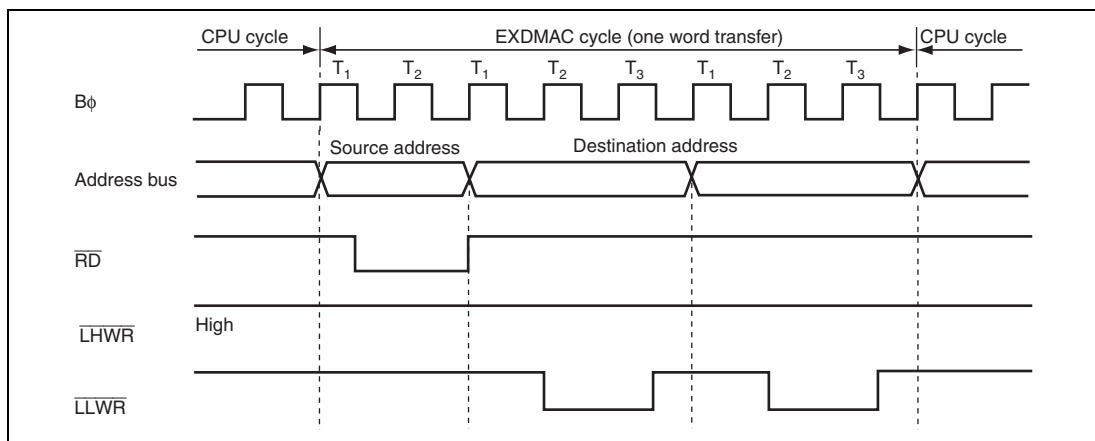 CPU cycle EXDMAC cycle (one word transfer) CPU cycle
T1 T2 T1 T2 T3 T1 T2 T3
Bϕ
Source address Destination address
Address bus
RD
High
LHWR
LLWR